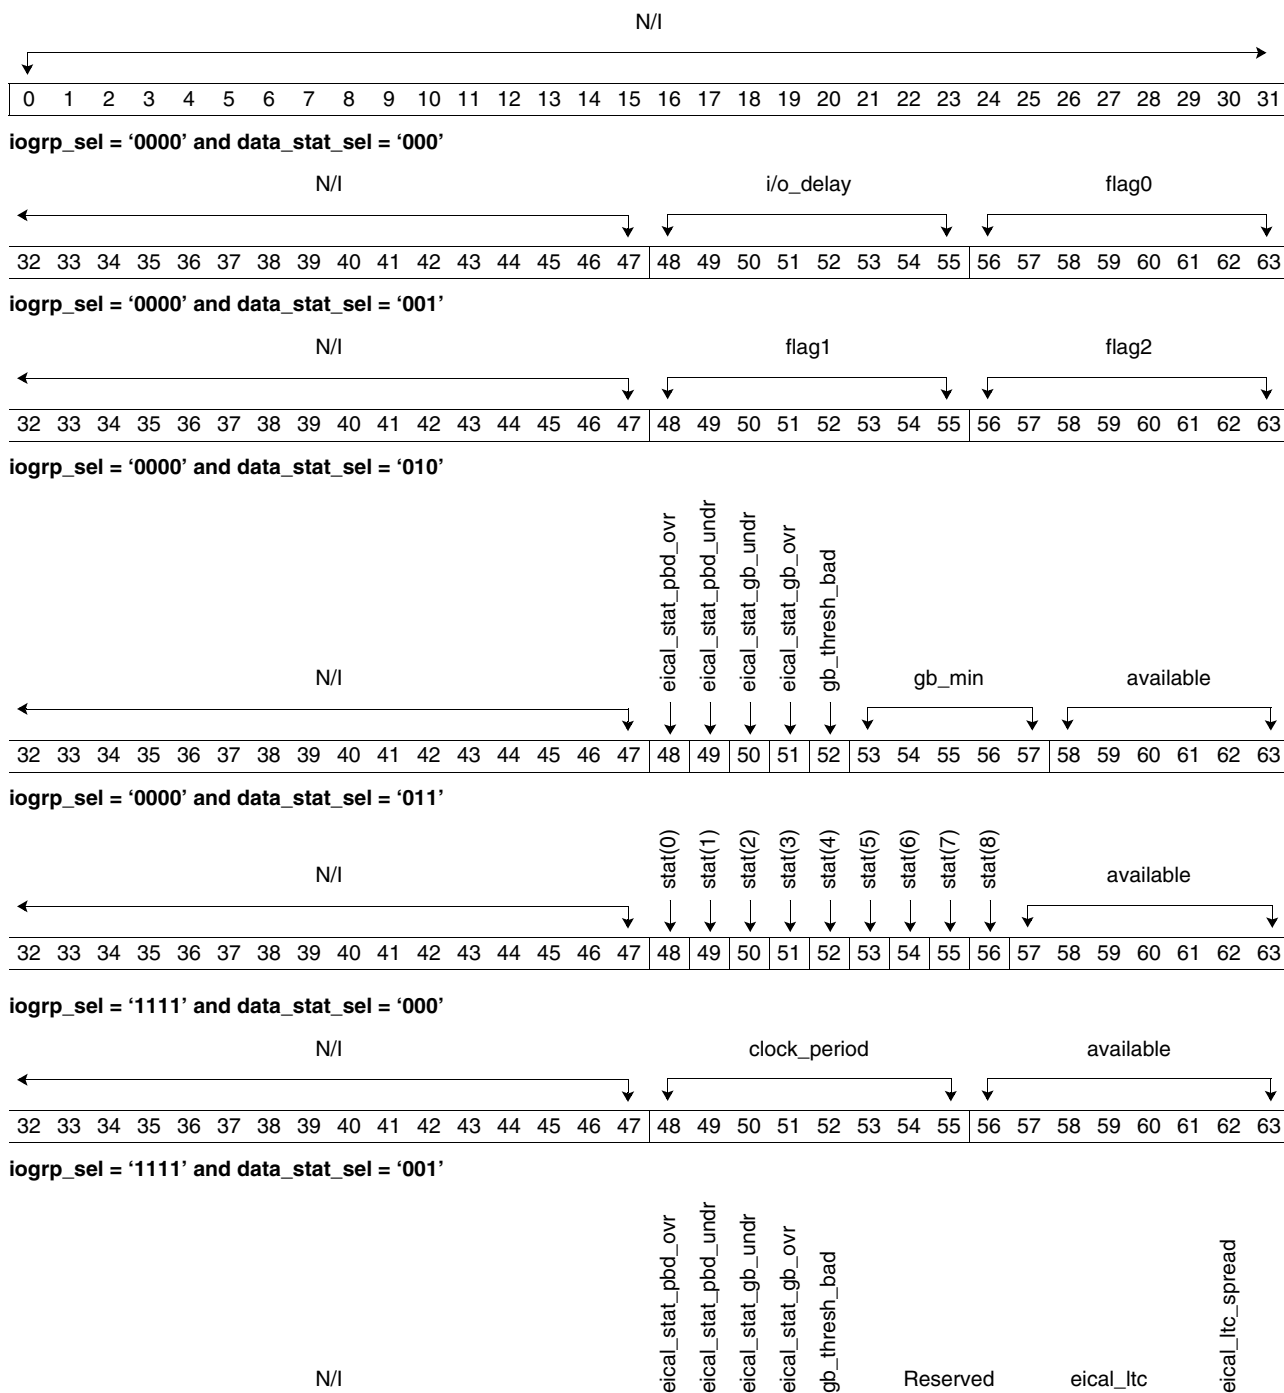 N/I
0 1 2 3 4 5 6 7 8 9 10 11 12 13 14 15 16 17 18 19 20 21 22 23 24 25 26 27 28 29 30 31
iogrp_sel = ‘0000’ and data_stat_sel = ‘000’
N/I i/o_delay flag0
32 33 34 35 36 37 38 39 40 41 42 43 44 45 46 47 48 49 50 51 52 53 54 55 56 57 58 59 60 61 62 63
iogrp_sel = ‘0000’ and data_stat_sel = ‘001’
N/I flag1 flag2
32 33 34 35 36 37 38 39 40 41 42 43 44 45 46 47 48 49 50 51 52 53 54 55 56 57 58 59 60 61 62 63
iogrp_sel = ‘0000’ and data_stat_sel = ‘010’
N/I eical_stat_pbd_ovr eical_stat_pbd_undr eical_stat_gb_undr eical_stat_gb_ovr gb_thresh_bad gb_min available
32 33 34 35 36 37 38 39 40 41 42 43 44 45 46 47 48 49 50 51 52 53 54 55 56 57 58 59 60 61 62 63
iogrp_sel = ‘0000’ and data_stat_sel = ‘011’
N/I stat(0) stat(1) stat(2) stat(3) stat(4) stat(5) stat(6) stat(7) stat(8) available
32 33 34 35 36 37 38 39 40 41 42 43 44 45 46 47 48 49 50 51 52 53 54 55 56 57 58 59 60 61 62 63
iogrp_sel = ‘1111’ and data_stat_sel = ‘000’
N/I clock_period available
32 33 34 35 36 37 38 39 40 41 42 43 44 45 46 47 48 49 50 51 52 53 54 55 56 57 58 59 60 61 62 63
iogrp_sel = ‘1111’ and data_stat_sel = ‘001’
N/I eical_stat_pbd_ovr eical_stat_pbd_undr eical_stat_gb_undr eical_stat_gb_ovr gb_thresh_bad Reserved eical_ltc eical_ltc_spread